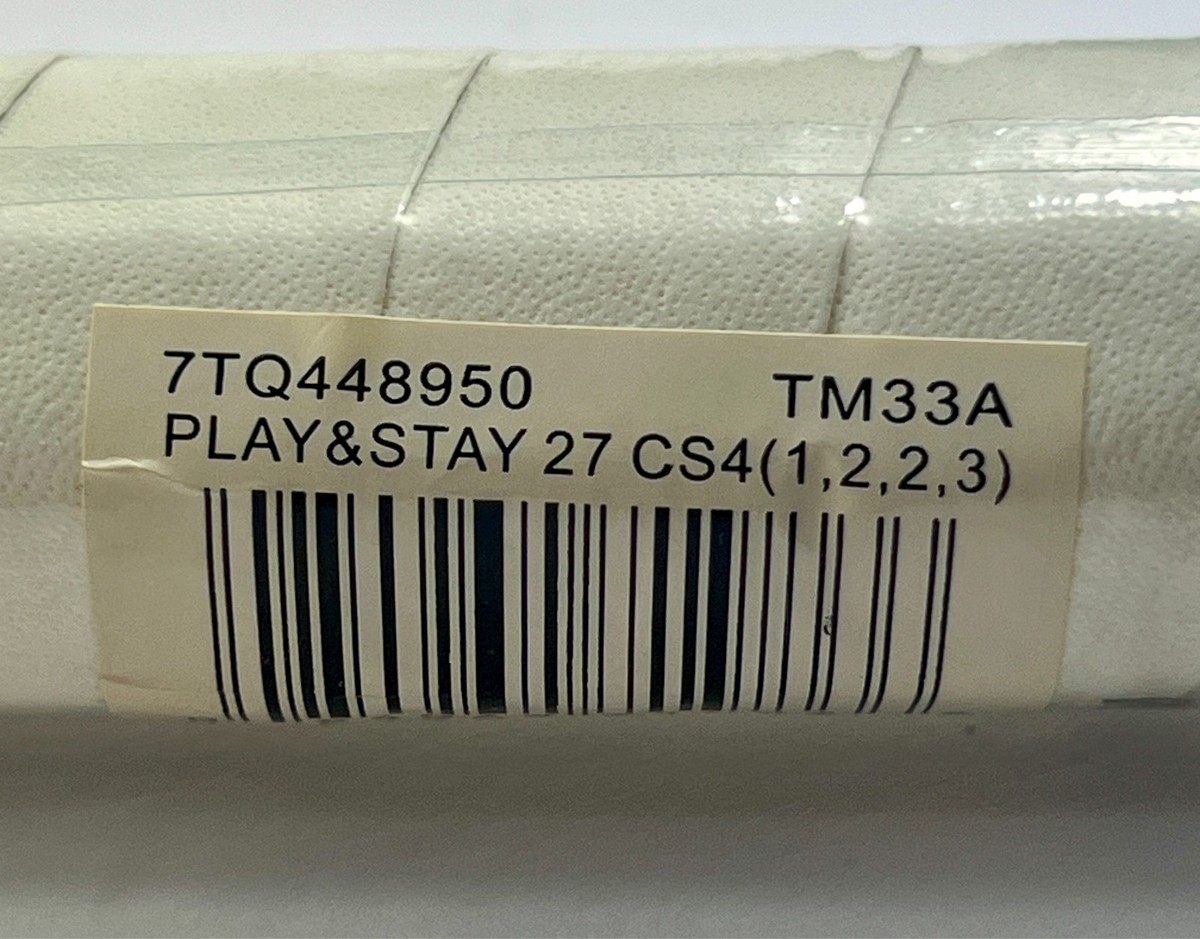 7TQ448950 TM33A
PLAY&STAY 27 CS4(1,2,2,3)